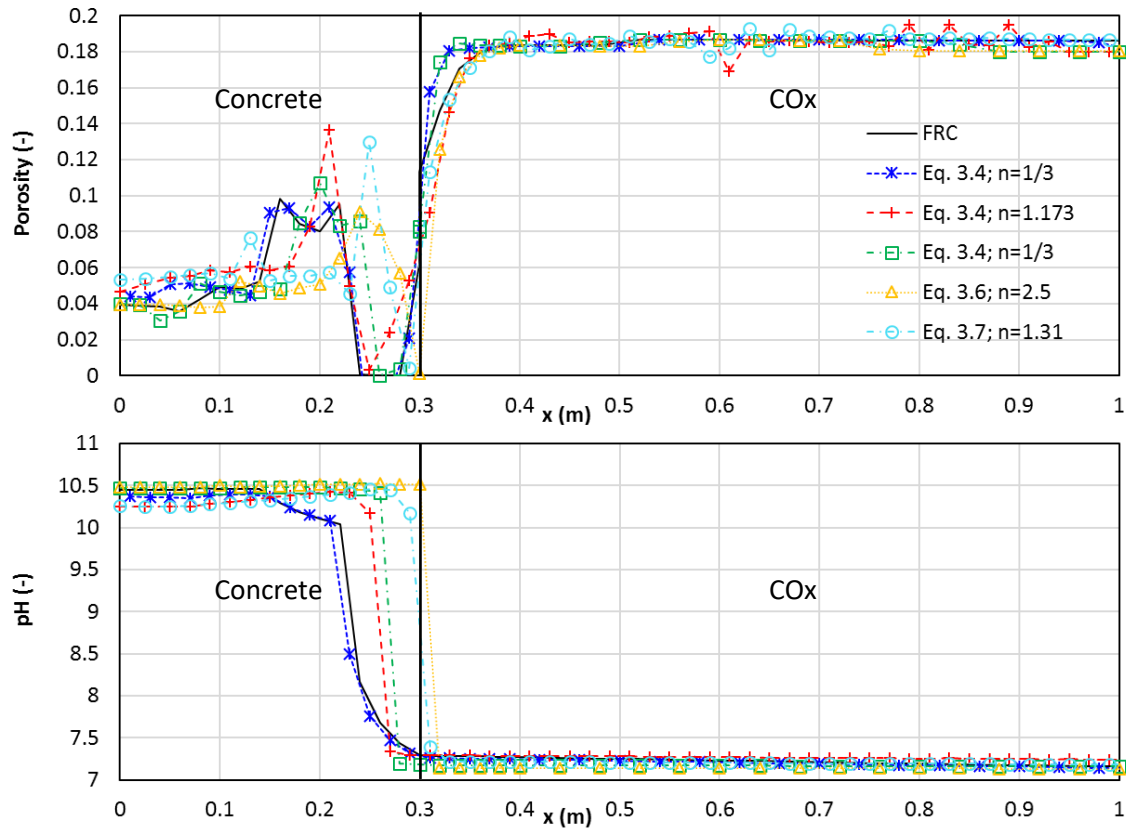 0.2
0.18
0.16
0.14
0.12
0.1
0.08
0.06
0.04
0.02
0
Porosity (-)
Concrete
COx
FRC
Eq. 3.4; n=1/3
Eq. 3.4; n=1.173
Eq. 3.4; n=1/3
Eq. 3.6; n=2.5
Eq. 3.7; n=1.31
0 0.1 0.2 0.3 0.4 0.5 0.6 0.7 0.8 0.9 1
x (m)
11
10.5
10
9.5
9
8.5
8
7.5
7
pH (-)
Concrete
COx
0 0.1 0.2 0.3 0.4 0.5 0.6 0.7 0.8 0.9 1
x (m)